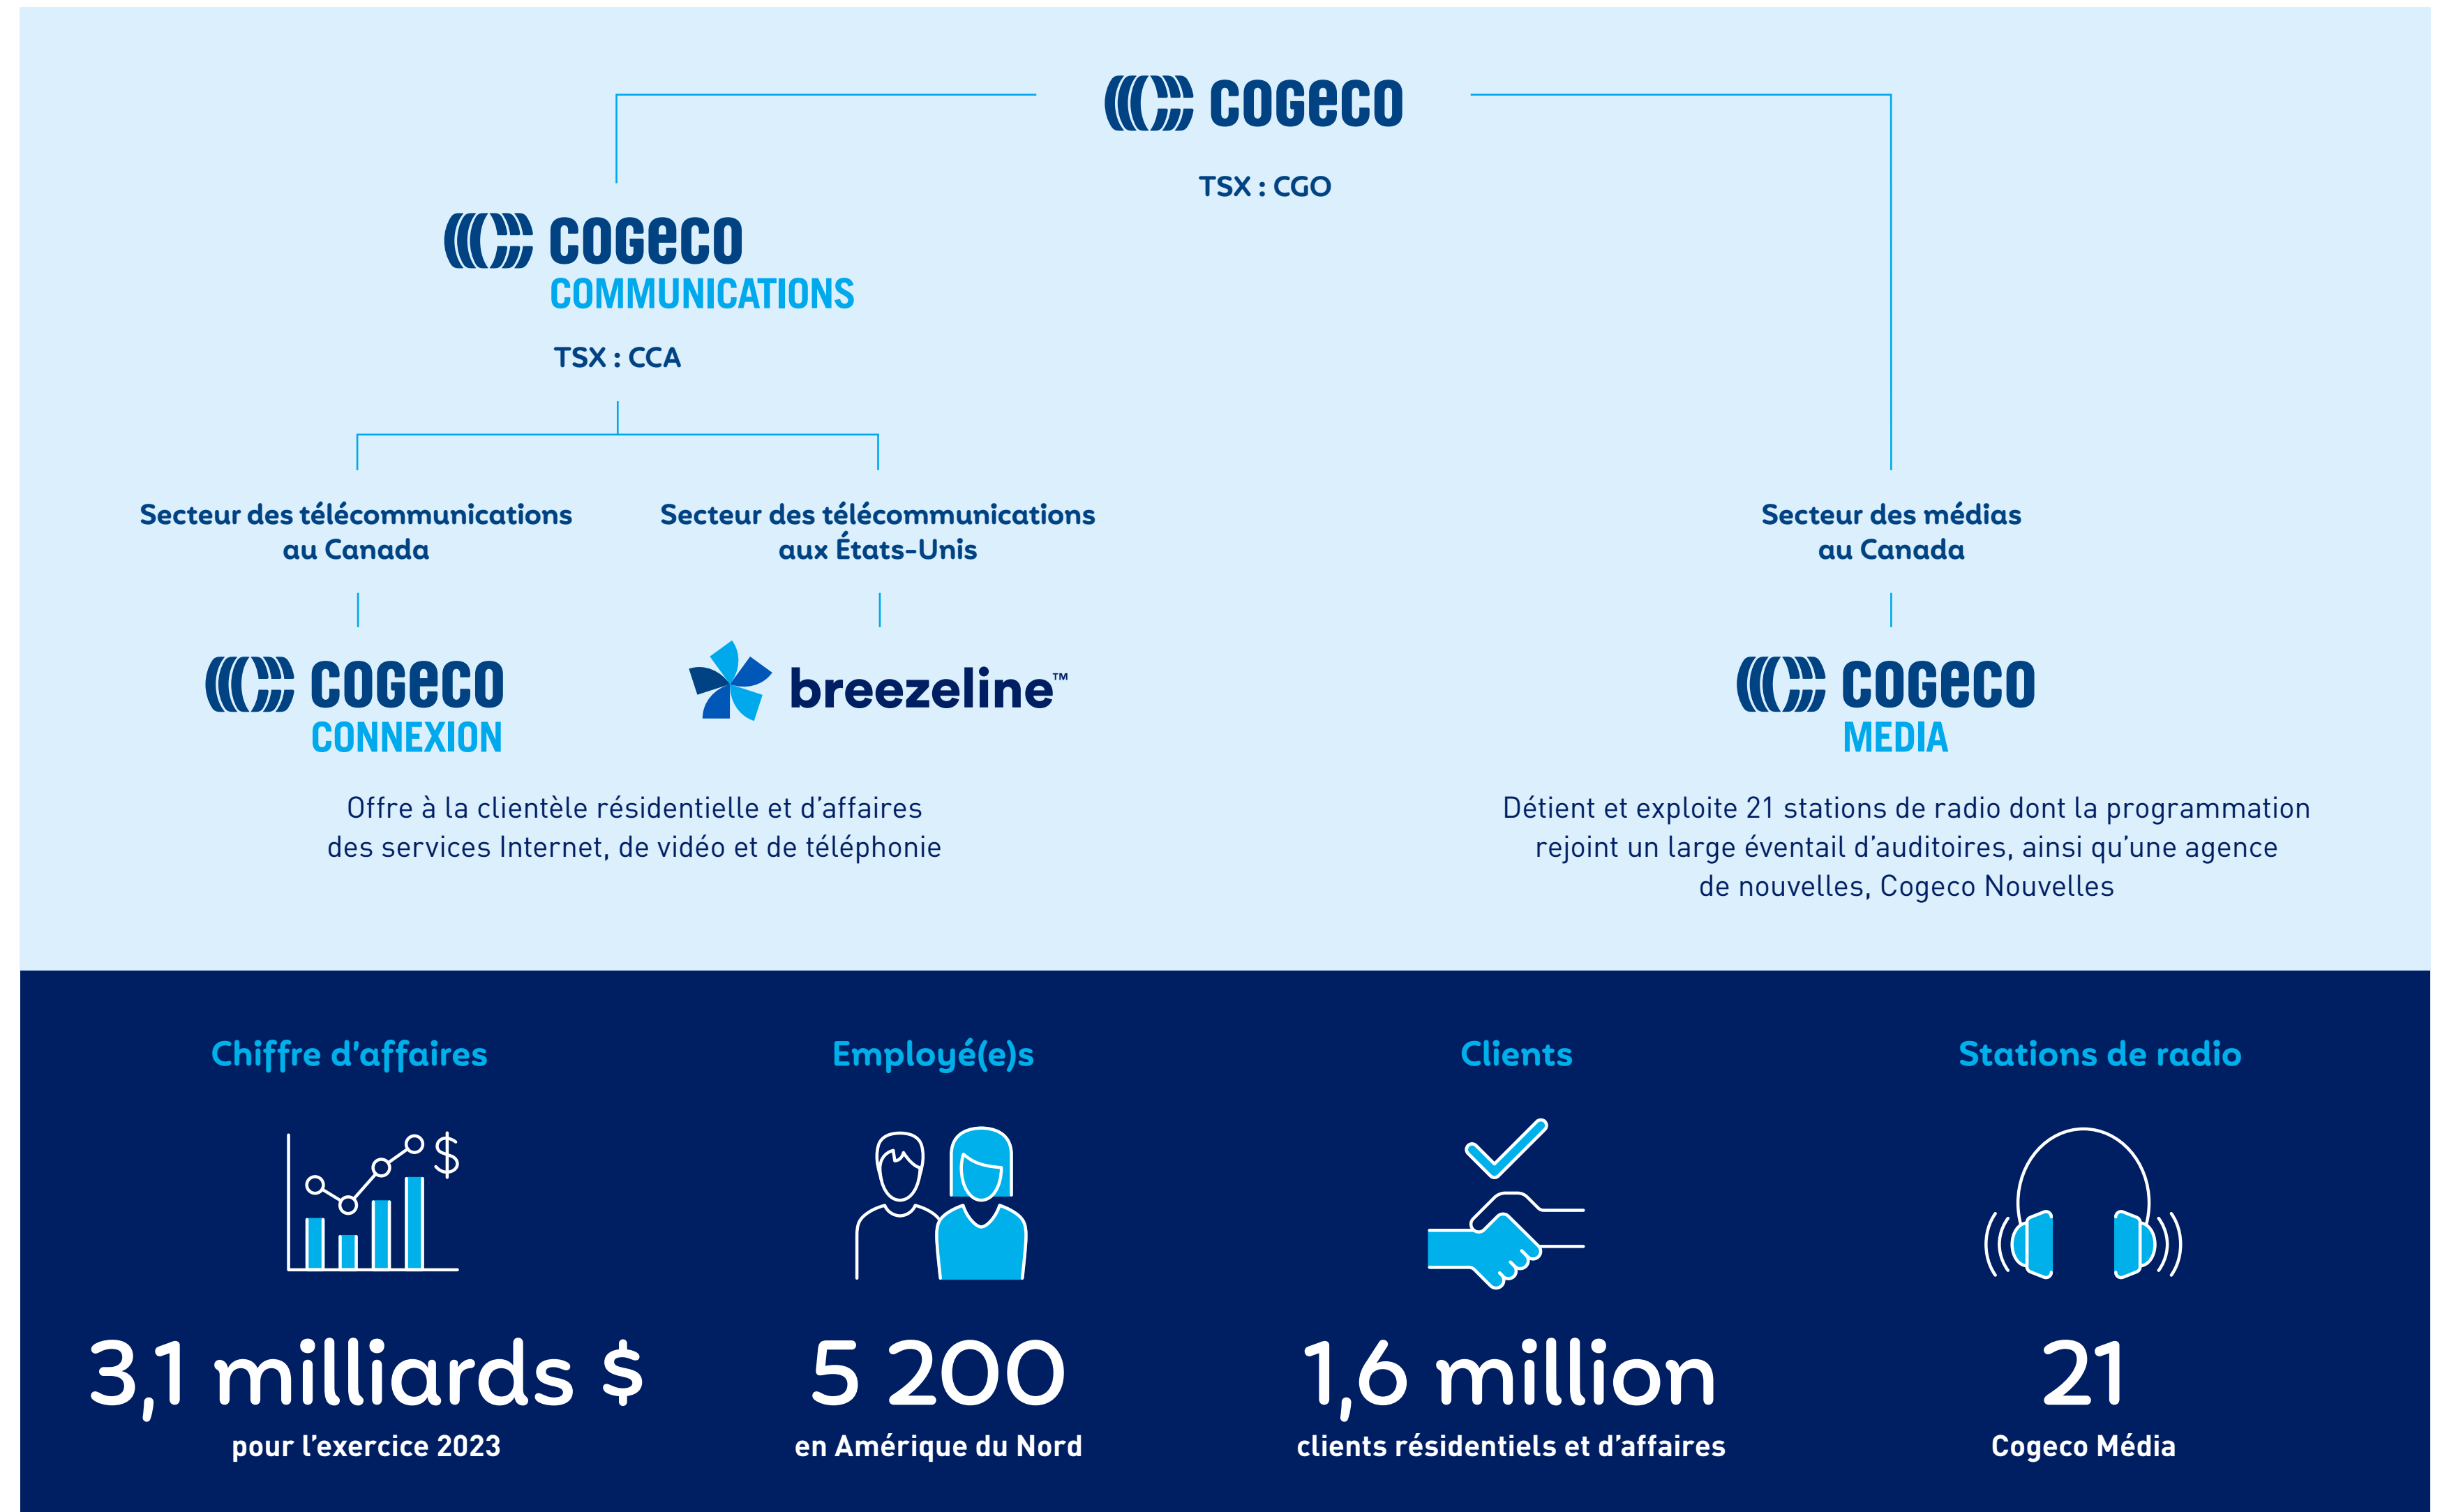 cogeco
TSX : CGO
cogeco
COMMUNICATIONS
TSX : CCA
Secteur des télécommunications
au Canada
Secteur des télécommunications
aux États-Unis
Secteur des médias
au Canada
cogeco
CONNEXION
breezeline™
cogeco
MEDIA
Offre à la clientèle résidentielle et d’affaires
des services Internet, de vidéo et de téléphonie
Détient et exploite 21 stations de radio dont la programmation
rejoint un large éventail d’auditoires, ainsi qu’une agence
de nouvelles, Cogeco Nouvelles
Chiffre d’affaires
$
3,1 milliards $
pour l’exercice 2023
Employé(e)s
5 200
en Amérique du Nord
Clients
1,6 million
clients résidentiels et d’affaires
Stations de radio
21
Cogeco Média